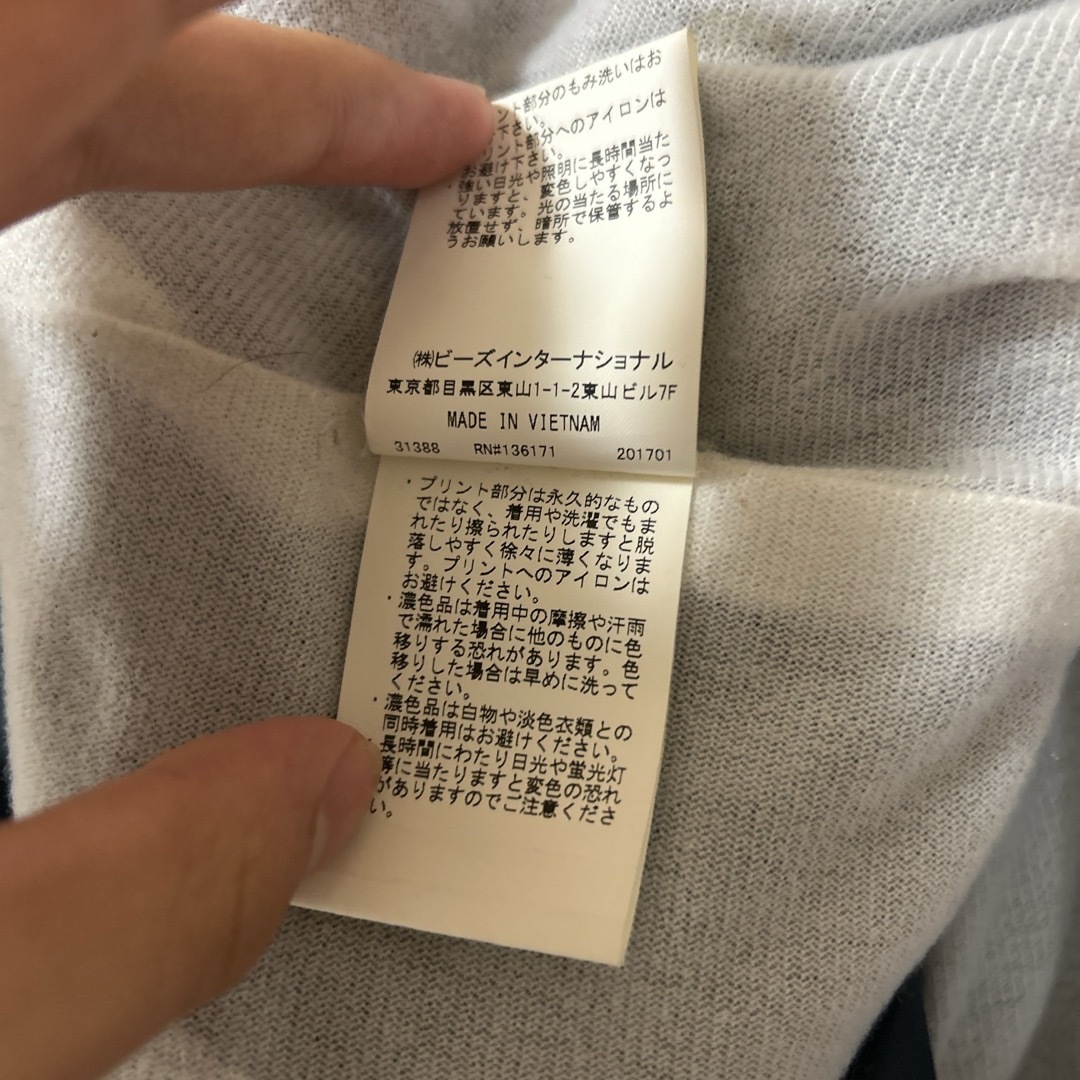 ント部分のもみ洗いはお
下さい。
リント部分へのアイロンは
お避け下さい。
・強い日光や照明に長時間当た
りますと、変色しやすくなっ
ています。光の当たる場所に
放置せず、暗所で保管するよ
うお願いします。
㈱ビーズインターナショナル
東京都目黒区東山1-1-2東山ビル7F
MADE IN VIETNAM
31388 RN#136171 201701
・プリント部分は永久的なもの
ではなく、着用や洗濯でもま
れたり擦られたりしますと脱
落しやすく徐々に薄くなりま
す。プリントへのアイロンは
お避けください。
・濃色品は着用中の摩擦や汗雨
で濡れた場合に他のものに色
移りする恐れがあります。色
移りした場合は早めに洗って
ください。
・濃色品は白物や淡色衣類との
同時着用はお避けください。
長時間にわたり日光や蛍光灯
等に当たりますと変色の恐れ
がありますのでご注意くださ
い。